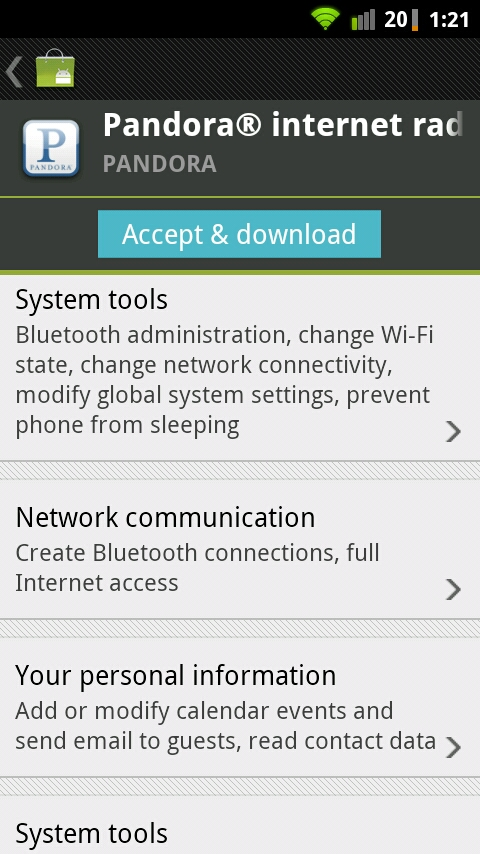 20 1:21
Pandora® internet rad
P
PANDORA
PANDORA
Accept & download
System tools
Bluetooth administration, change Wi-Fi
state, change network connectivity,
modify global system settings, prevent
phone from sleeping
Network communication
Create Bluetooth connections, full
Internet access
Your personal information
Add or modify calendar events and
send email to guests, read contact data
System tools